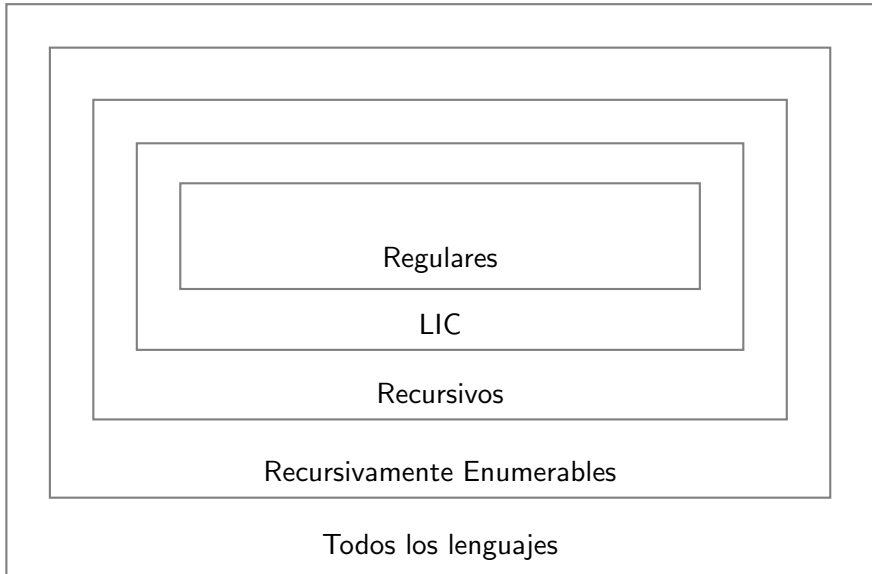 Regulares
LIC
Recursivos
Recursivamente Enumerables
Todos los lenguajes